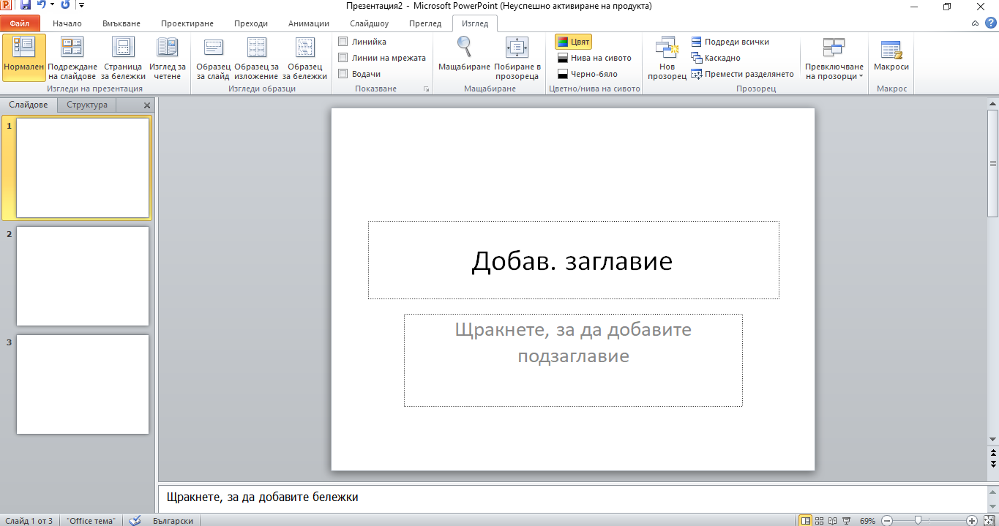 Презентация2 - Microsoft PowerPoint (Неуспешно активиране на продукта)
Файл Начало Вмъкване Проектиране Преходи Анимации Слайдшоу Преглед Изглед
Нормален
Подреждане
на слайдове
Страница
за бележки
Изглед за
четене
Изгледи на презентация
Образец
за слайд
Образец за
изложение
Образец
за бележки
Изгледи образци
Линийка
Линии на мрежата
Водачи
Показване
Мащабиране
Побиране в
прозореца
Мащабиране
Цвят
Нива на сивото
Черно-бяло
Цветно/нива на сивото
Нов
прозорец
Подреди всички
Каскадно
Премести разделянето
Превключване
на прозорци
Прозорец
Макроси
Макрос
Слайдове Структура
1
2
3
Добав. заглавие
Щракнете, за да добавите
подзаглавие
Щракнете, за да добавите бележки
Слайд 1 от 3 "Office тема" Български 69%